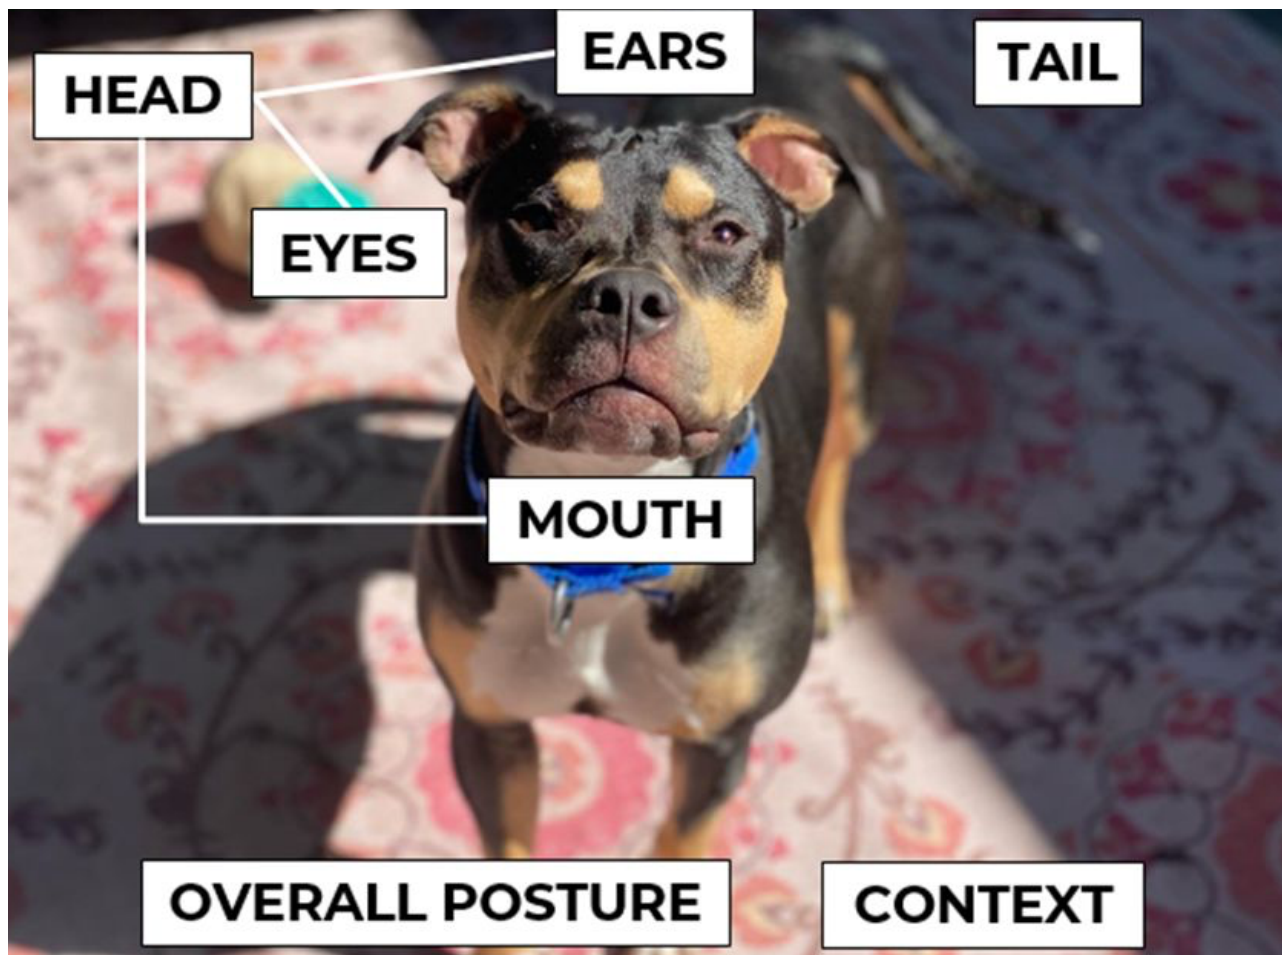 EARS
TAIL
HEAD
EYES
MOUTH
OVERALL POSTURE
CONTEXT